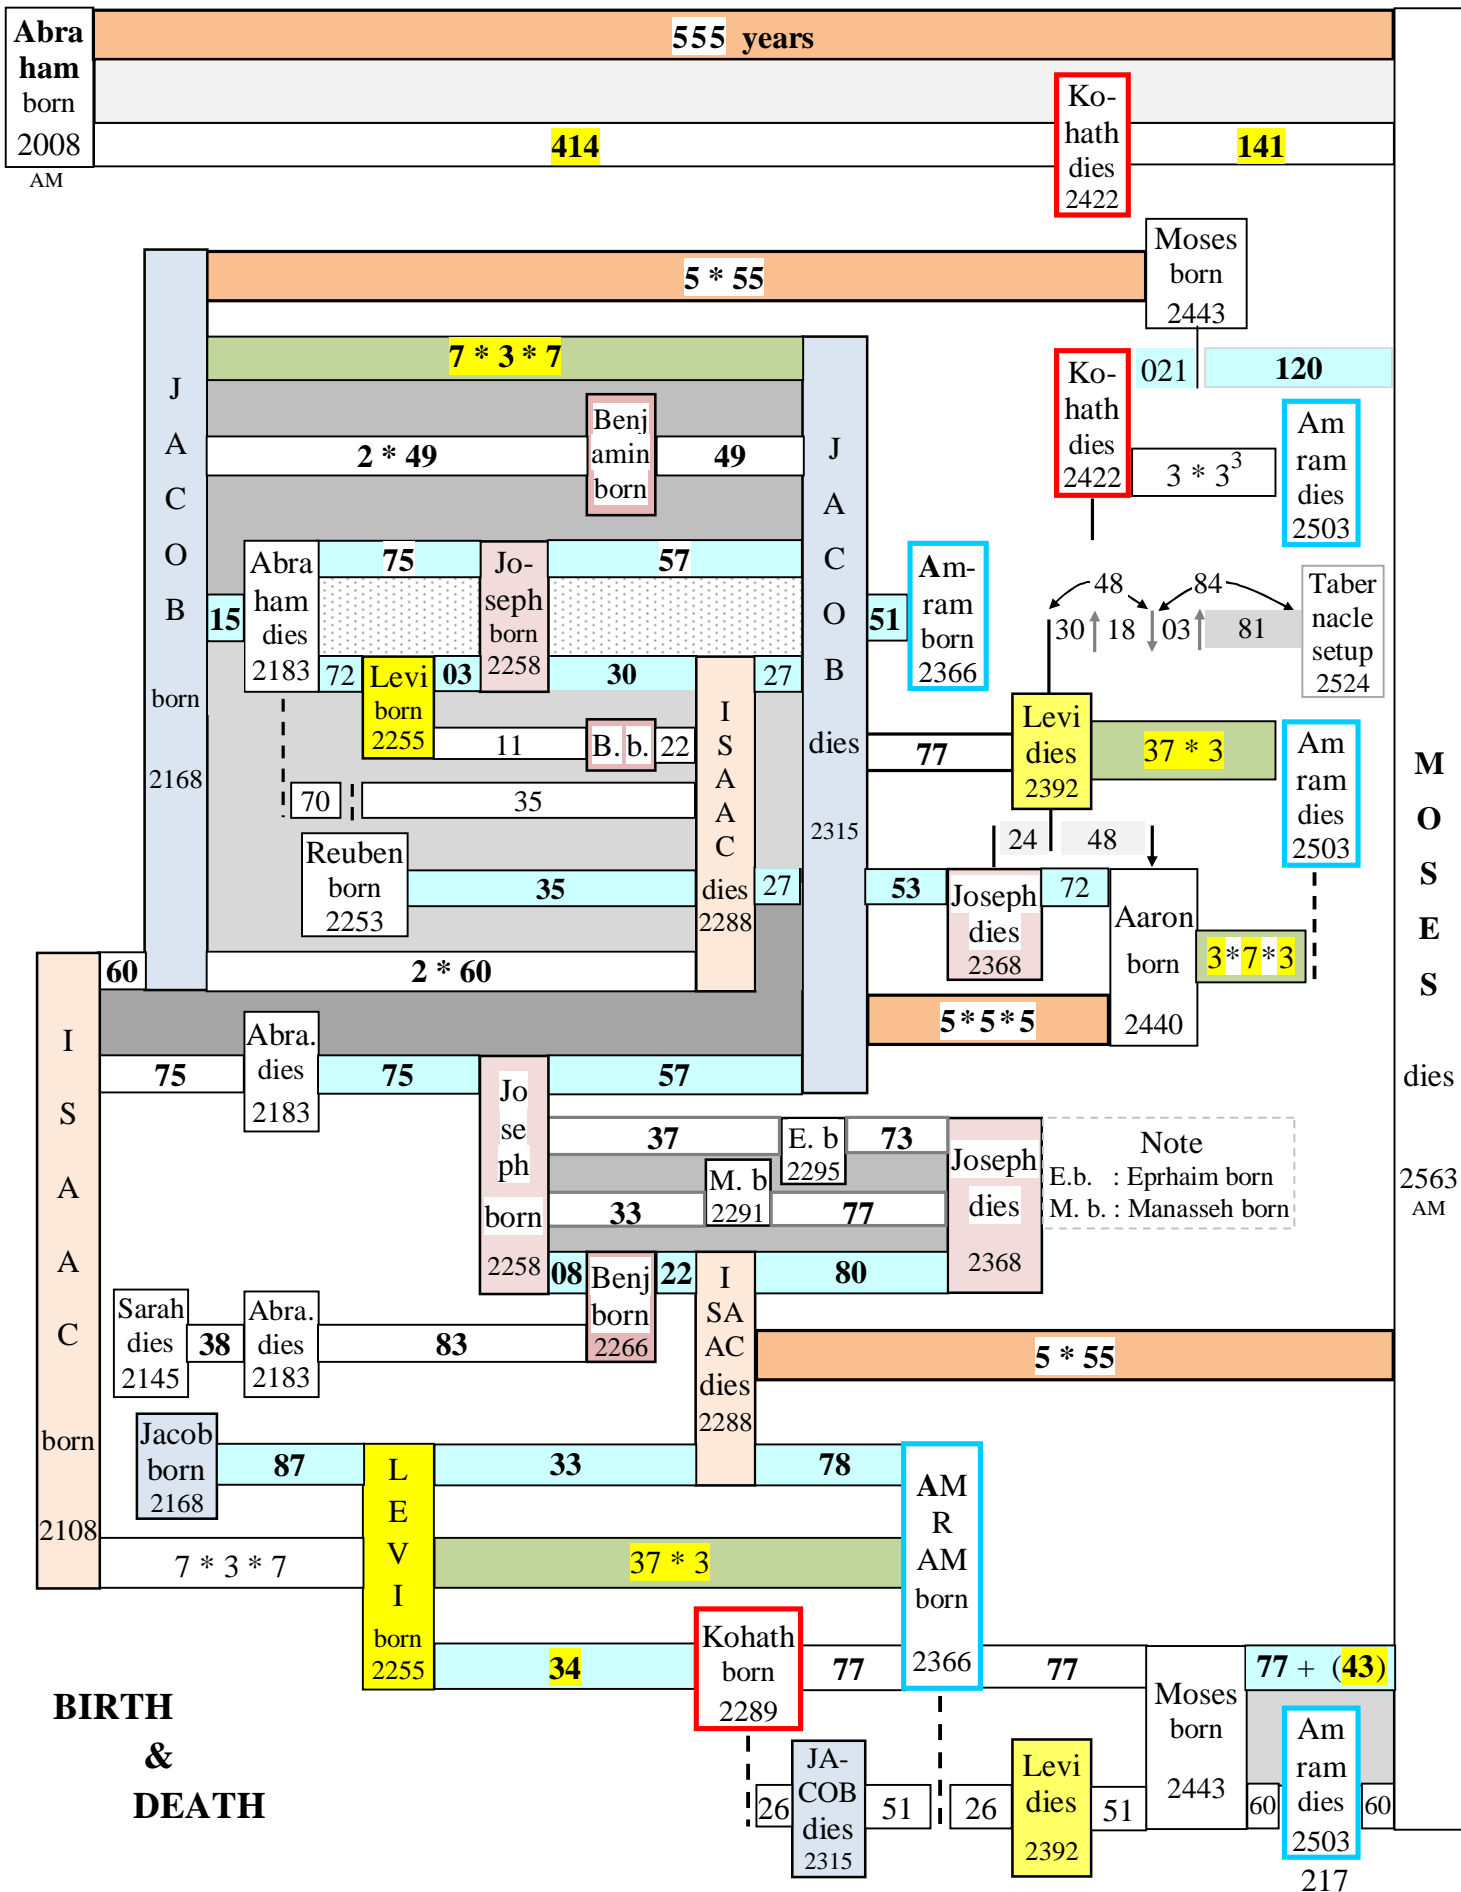 Abra
ham
born
2008
AM
555 years
414
Ko-
hath
dies
2422
141
5 * 55
Moses
born
2443
J
A
C
O
B
born
2168
7 * 3 * 7
2 * 49
Benj
amin
born
49
J
A
C
O
B
dies
2315
Ko-
hath
dies
2422
021
120
3 * 3³
Am
ram
dies
2503
15
Abra
ham
dies
2183
75
Jo-
seph
born
2258
57
51
Am-
ram
born
2366
48
84
30
18
03
81
Taber
nacle
setup
2524
72
Levi
born
2255
03
30
27
I
S
A
A
C
dies
2288
11
B. b.
22
77
Levi
dies
2392
37 * 3
Am
ram
dies
2503
70
35
24
48
Reuben
born
2253
35
27
53
Joseph
dies
2368
72
Aaron
born
2440
3*7*3
60
2 * 60
5*5*5
M
O
S
E
S
dies
2563
AM
I
S
A
A
C
born
2108
75
Abra.
dies
2183
75
Jo
se
ph
born
2258
57
37
E. b
2295
73
Joseph
dies
2368
33
M. b
2291
77
Note
E.b. : Eprhaim born
M. b. : Manasseh born
08
Benj
born
2266
22
I
SA
AC
dies
2288
80
Sarah
dies
2145
38
Abra.
dies
2183
83
5 * 55
Jacob
born
2168
87
L
E
V
I
born
2255
33
78
AM
R
AM
born
2366
7 * 3 * 7
37 * 3
34
Kohath
born
2289
77
77
Moses
born
2443
77 + (43)
BIRTH
&
DEATH
26
JA-
COB
dies
2315
51
26
Levi
dies
2392
51
60
Am
ram
dies
2503
60
217